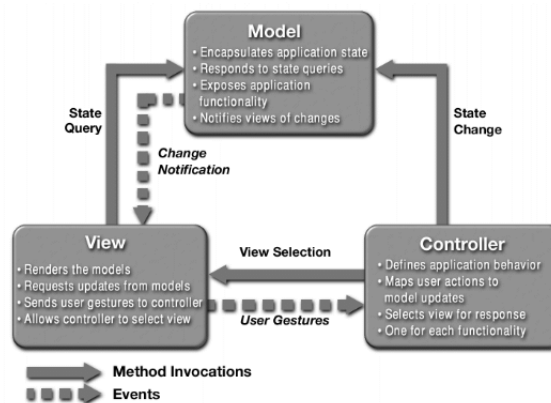 Model
• Encapsulates application state
• Responds to state queries
• Exposes application
functionality
• Notifies views of changes
State
Query
Change
Notification
State
Change
View
• Renders the models
• Requests updates from models
• Sends user gestures to controller
• Allows controller to select view
View Selection
User Gestures
Controller
• Defines application behavior
• Maps user actions to
model updates
• Selects view for response
• One for each functionality
Method Invocations
Events